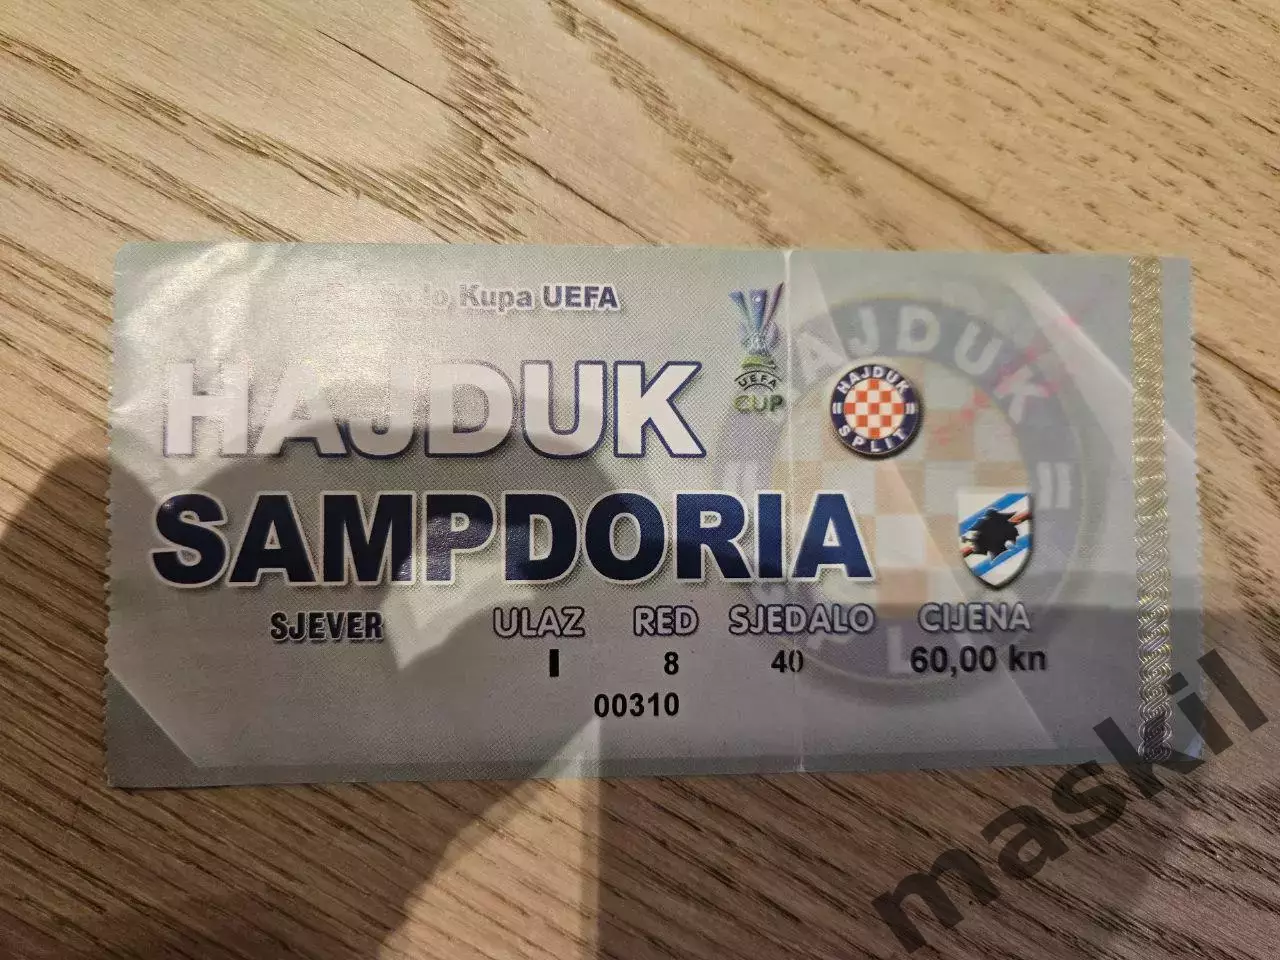 Kupa UEFA
HAJDUK
SAMPDORIA
UEFA
CUP
HAJDUK
SPLIT
HAJDUK
SJEVER ULAZ RED SJEDALO CIJENA
I 8 40 60,00 kn
00310
maskil